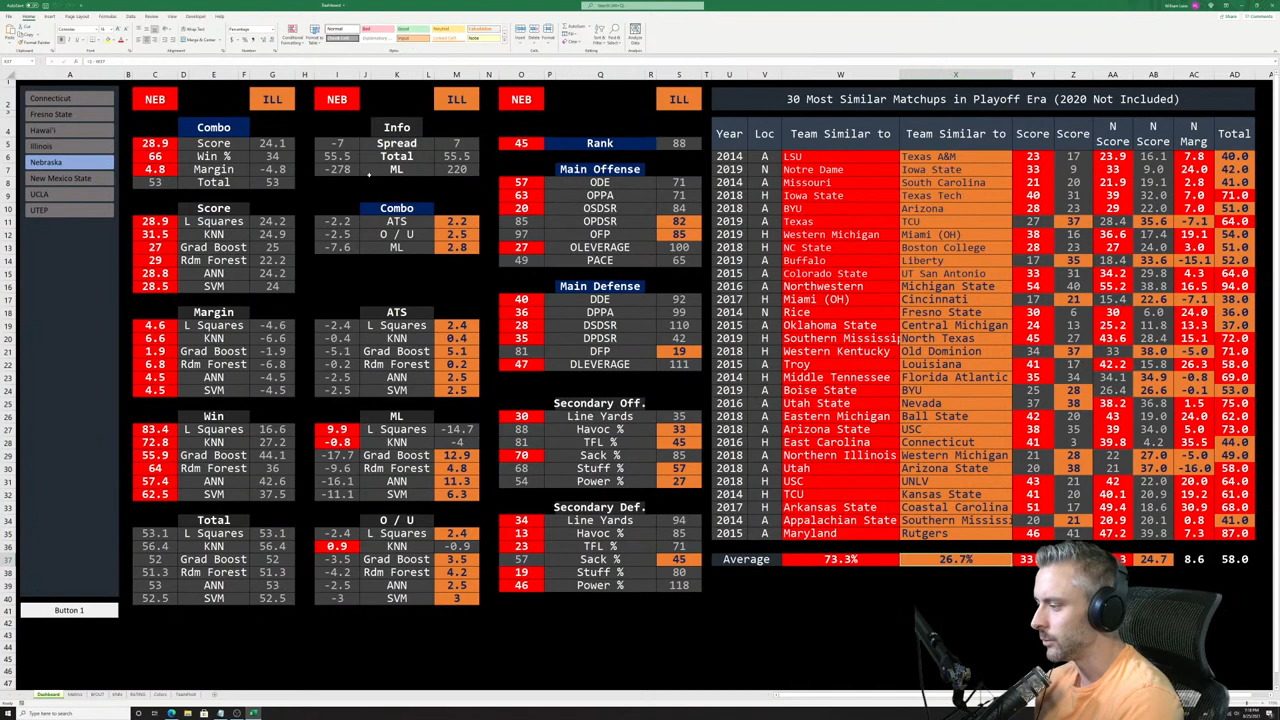 Dashboard
Connecticut
Fresno State
Hawai'i
Illinois
Nebraska
New Mexico State
UCLA
UTEP
Button 1
NEB ILL
Combo
28.9 Score 24.1
66 Win % 34
4.8 Margin -4.8
53 Total 53
Score
28.9 L Squares 24.2
31.5 KNN 24.9
27 Grad Boost 25
29.3 Rdm Forest 22.2
28.8 ANN 24.2
28.5 SVM 24
Margin
4.6 L Squares -4.6
6.6 KNN -6.6
1.9 Grad Boost -1.9
6.8 Rdm Forest -6.8
4.5 ANN -4.5
4.5 SVM -4.5
Win
83.4 L Squares 16.6
72.8 KNN 27.2
55.9 Grad Boost 44.1
64 Rdm Forest 36
57.4 ANN 42.6
62.5 SVM 37.5
Total
53.1 L Squares 53.1
56.4 KNN 56.4
52 Grad Boost 52
51.3 Rdm Forest 51.3
53 ANN 53
52.5 SVM 52.5
NEB ILL
Info
-7 Spread 7
55.5 Total 55.5
-278 ML 220
Combo
-2.2 ATS 2.2
-2.5 O / U 2.5
-7.6 ML 2.8
ATS
-2.4 L Squares 2.4
-0.4 KNN 0.4
-5.1 Grad Boost 5.1
-0.2 Rdm Forest 0.2
-2.5 ANN 2.5
-2.5 SVM 2.5
ML
9.9 L Squares -14.7
-0.8 KNN -4
-17.7 Grad Boost 12.9
-9.6 Rdm Forest 4.8
-16.1 ANN 11.3
-11.1 SVM 6.3
O / U
-2.4 L Squares 2.4
0.9 KNN -0.9
-3.5 Grad Boost 3.5
-4.2 Rdm Forest 4.2
-2.5 ANN 2.5
-3 SVM 3
NEB ILL
45 Rank 88
Main Offense
57 ODE 71
63 OPPA 71
20 ODSR 84
85 OPDSR 82
97 OFP 85
27 OLEVERAGE 100
49 PACE 65
Main Defense
40 DDE 92
36 DPPA 99
28 DSDSR 110
35 DPDSR 42
81 DFP 19
47 DLEVERAGE 111
Secondary Off.
30 Line Yards 35
88 Havoc % 33
68 TFL % 45
70 Sack % 85
68 Stuff % 57
54 Power % 27
Secondary Def.
34 Line Yards 94
13 Havoc % 85
23 TFL % 71
57 Sack % 45
19 Stuff % 80
46 Power % 118
30 Most Similar Matchups in Playoff Era (2020 Not Included)
Year Loc Team Similar to Team Similar to Score Score N Score N Score N Marg Total
2014 A LSU Texas A&M 23 17 23.9 16.1 7.8 40.0
2019 N Notre Dame Iowa State 33 9 33 9.0 24.0 42.0
2014 A Missouri South Carolina 21 20 21.9 19.1 2.8 41.0
2018 H Iowa State Texas Tech 40 31 39 32.0 7.0 71.0
2018 A BYU Arizona 28 23 29 22.0 7.0 51.0
2018 A Texas TCU 27 37 28.4 35.6 -7.1 64.0
2019 H Western Michigan Miami (OH) 38 16 36.6 17.4 19.1 54.0
2018 H NC State Boston College 28 23 27 24 3.0 51.0
2019 A Buffalo Liberty 17 35 18.4 33.6 -15.1 52.0
2015 A Colorado State UT San Antonio 33 31 34.2 29.8 4.3 64.0
2016 A Northwestern Michigan State 54 40 55.2 38.8 16.5 94.0
2017 H Miami (OH) Cincinnati 17 21 15.4 22.6 -7.1 38.0
2014 N Rice Fresno State 30 6 30 6.0 24.0 36.0
2015 A Oklahoma State Central Michigan 24 13 25.2 11.8 13.3 37.0
2019 H Southern Mississip North Texas 45 27 43.6 28.4 15.1 72.0
2018 H Western Kentucky Old Dominion 34 37 33 38.0 -5.0 71.0
2015 A Troy Louisiana 41 17 42.2 15.8 26.3 58.0
2014 H Middle Tennessee Florida Atlantic 35 34 34.1 34.9 -0.8 69.0
2019 A Boise State BYU 25 28 26.4 26.6 -0.1 53.0
2016 A Utah State Nevada 37 38 38.2 36.8 1.5 75.0
2018 A Eastern Michigan Ball State 42 20 43 19.0 24.0 62.0
2018 A Arizona USC 38 35 39 34.0 5.0 73.0
2016 H East Carolina Connecticut 41 3 39.8 4.2 35.5 44.0
2018 A Northern Illinois Western Michigan 21 28 22 27.0 -5.0 49.0
2018 A Utah Arizona State 20 38 21 37.0 -16.0 58.0
2018 H USC UNLV 43 21 42 22.0 20.0 64.0
2014 H TCU Kansas State 41 20 40.1 20.9 19.2 61.0
2017 H Arkansas State Coastal Carolina 51 17 49.4 18.6 30.9 68.0
2014 A Appalachian State Southern Mississi 20 21 20.9 20.1 0.8 41.0
2015 A Maryland Rutgers 46 41 47.2 39.8 7.3 87.0
Average 73.3% 26.7% 24.7 8.6 58.0
Type here to search